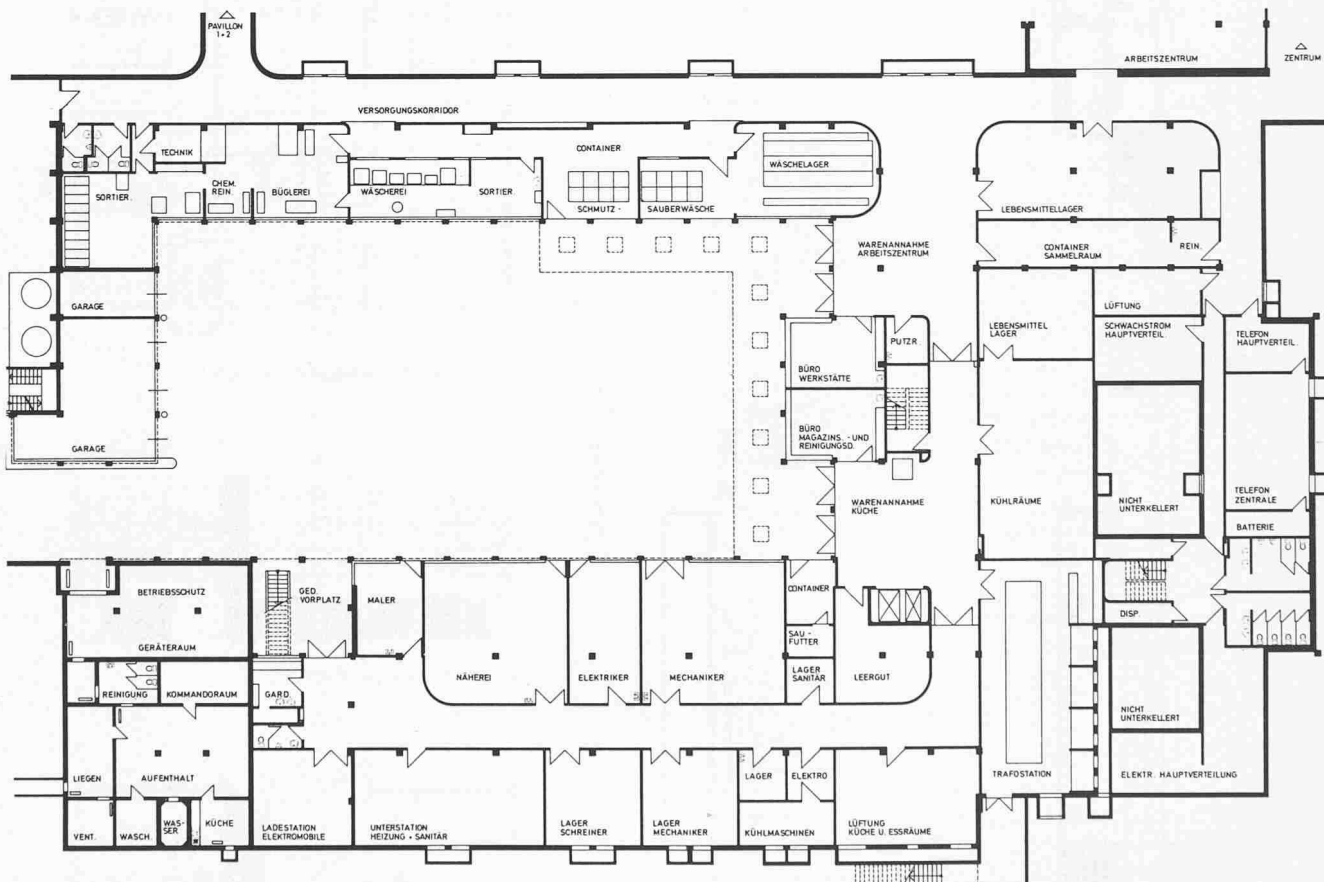 PAVILLON
1+2
ARBEITSZENTRUM
ZENTRUM
VERSORGUNGSKORRIDOR
TECHNIK
CONTAINER
WÄSCHELAGER
SORTIER.
CHEM.
REIN.
BÜGLEREI
WÄSCHEREI
SORTIER.
SCHMUTZ -
SAUBERWÄSCHE
LEBENSMITTELLAGER
WARENANNAHME
ARBEITSZENTRUM
CONTAINER
SAMMELRAUM
REIN.
GARAGE
LÜFTUNG
LEBENSMITTEL
LAGER
SCHWACHSTROM
HAUPTVERTEIL.
TELEFON
HAUPTVERTEIL.
PUTZR.
BÜRO
WERKSTÄTTE
BÜRO
MAGAZINS. - UND
REINIGUNGSD.
GARAGE
WARENANNAHME
KÜCHE
KÜHLRÄUME
NICHT
UNTERKELLERT
TELEFON
ZENTRALE
BATTERIE
BETRIEBSSCHUTZ
GERÄTERAUM
GED.
VORPLATZ
MALER
CONTAINER
DISP.
SAU -
FUTTER
REINIGUNG
KOMMANDORAUM
GARD.
NÄHEREI
ELEKTRIKER
MECHANIKER
LAGER
SANITÄR
LEERGUT
NICHT
UNTERKELLERT
LIEGEN
AUFENTHALT
LAGER
ELEKTRO
TRAFOSTATION
ELEKTR. HAUPTVERTEILUNG
VENT.
WASCH.
WAS-
SER
KÜCHE
LADESTATION
ELEKTROMOBILE
UNTERSTATION
HEIZUNG + SANITÄR
LAGER
SCHREINER
LAGER
MECHANIKER
KÜHLMASCHINEN
LÜFTUNG
KÜCHE U. ESSRÄUME